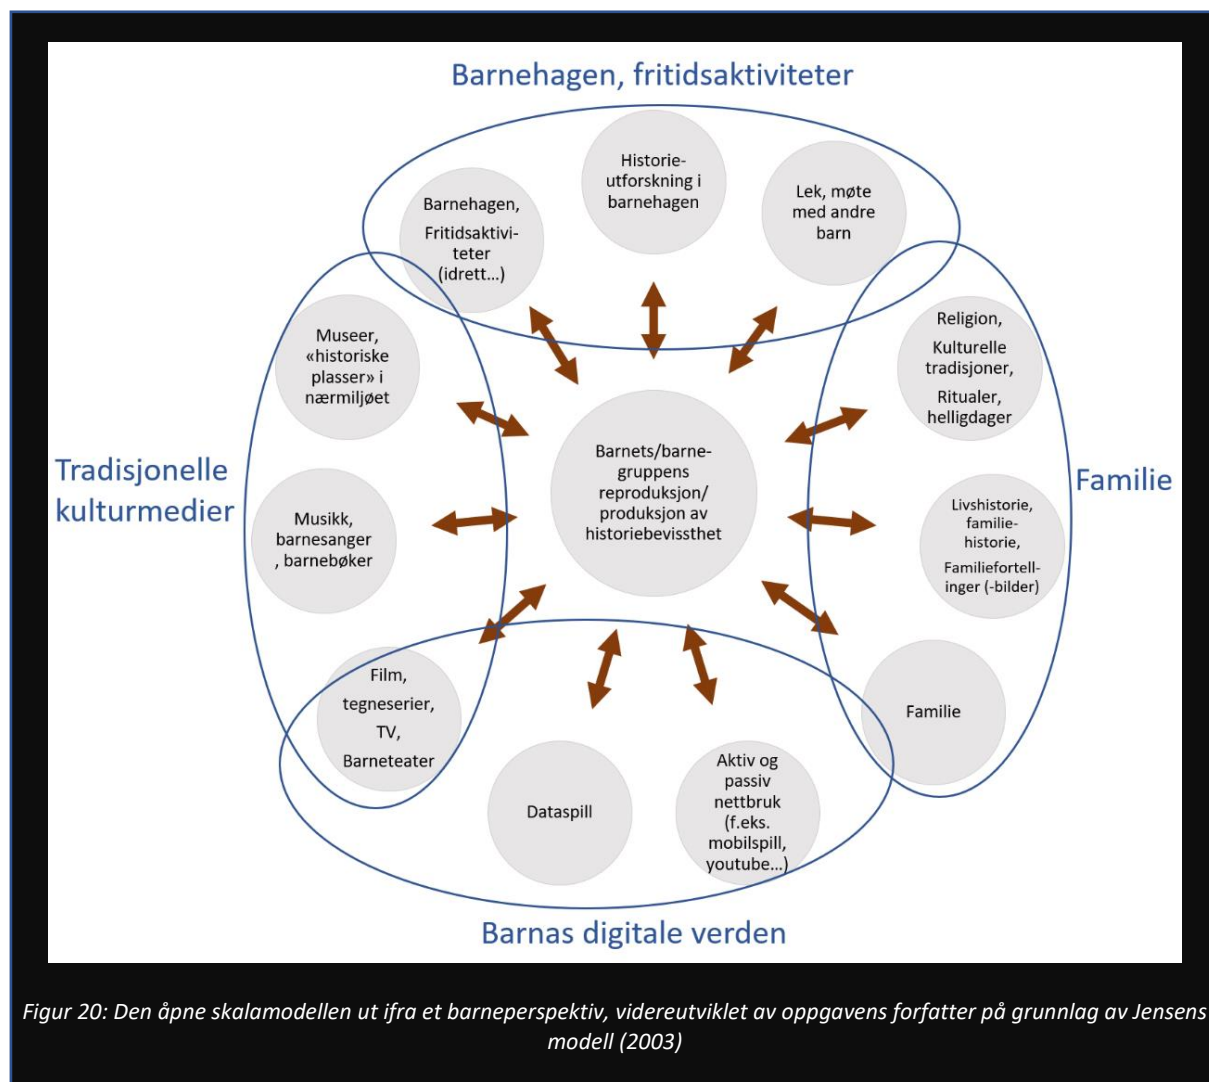 Barnehagen, fritidsaktiviteter
Historie-
utforskning i
barnehagen
Lek, møte
med andre
barn
Barnehagen,
Fritidsaktivi-
teter
(idrett...)
Religion,
Kulturelle
tradisjoner,
Ritualer,
helligdager
Museer,
«historiske
plasser» i
nærmiljøet
Barnets/barne-
gruppens
reproduksjon/
produksjon av
historiebevissthet
Tradisjonelle
kulturmedier
Familie
Livshistorie,
familie-
historie,
Familiefortell-
inger (-bilder)
Musikk,
barnesanger
, barnebøker
Film,
tegneserier,
TV,
Barneteater
Familie
Dataspill
Aktiv og
passiv
nettbruk
(f.eks.
mobilspill,
youtube...)
Barnas digitale verden
Figur 20: Den åpne skalamodellen ut ifra et barneperspektiv, videreutviklet av oppgavens forfatter på grunnlag av Jensens
modell (2003)